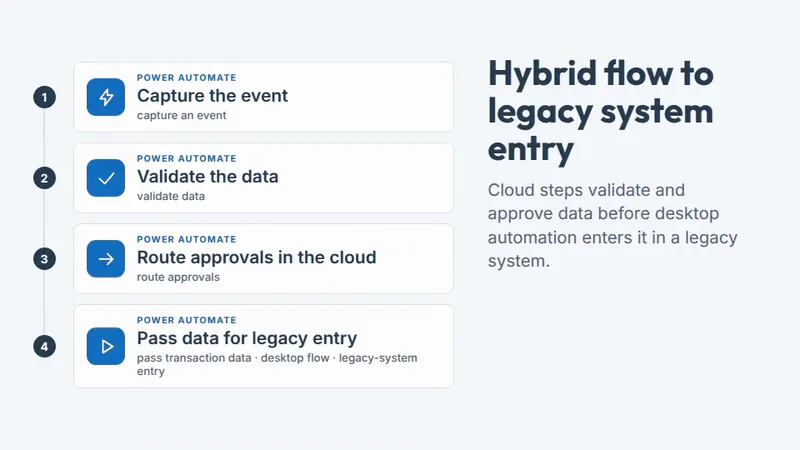 1
POWER AUTOMATE
Capture the event
capture an event
2
POWER AUTOMATE
Validate the data
validate data
3
POWER AUTOMATE
Route approvals in the cloud
route approvals
4
POWER AUTOMATE
Pass data for legacy entry
pass transaction data · desktop flow · legacy-system
entry
Hybrid flow to
legacy system
entry
Cloud steps validate and
approve data before desktop
automation enters it in a legacy
system.